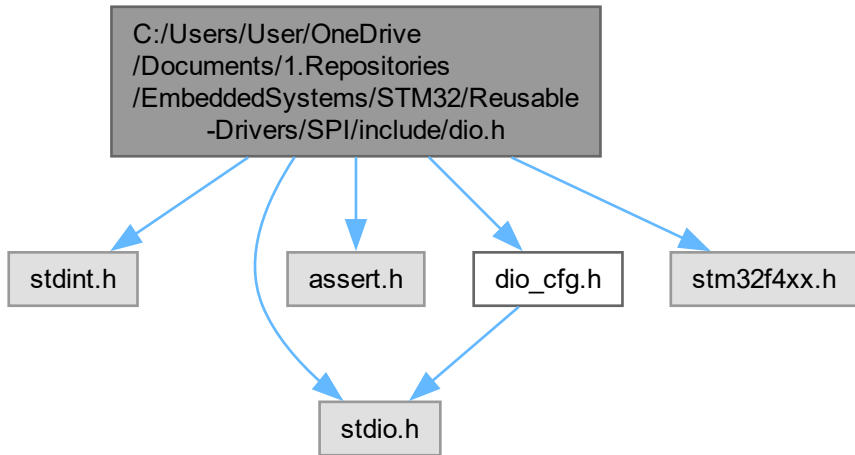 C:/Users/User/OneDrive
/Documents/1.Repositories
/EmbeddedSystems/STM32/Reusable
-Drivers/SPI/include/dio.h
stdint.h
assert.h
dio_cfg.h
stm32f4xx.h
stdio.h